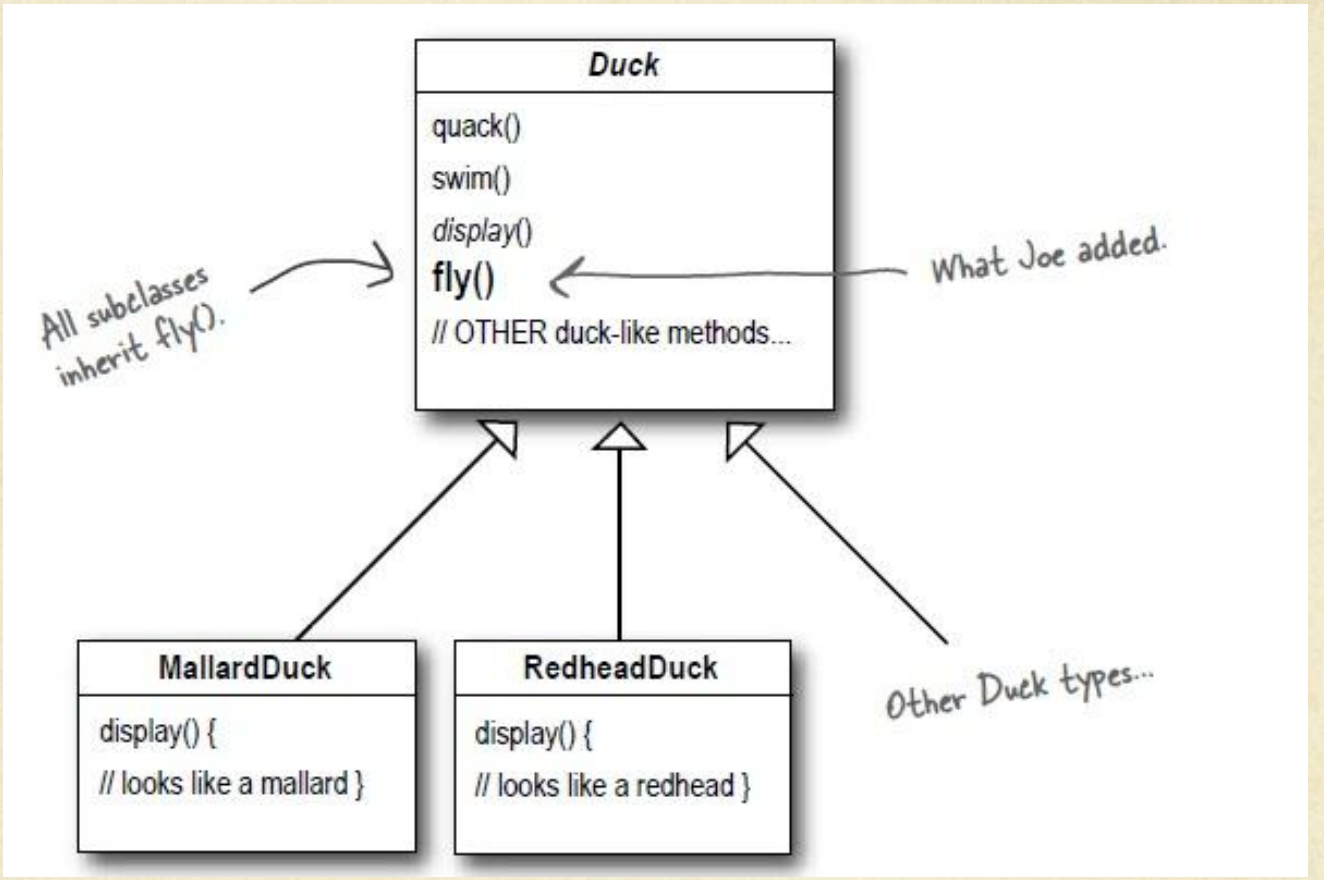 Duck
quack()
swim()
display()
fly()
// OTHER duck-like methods...
All subclasses
inherit fly().
What Joe added.
MallardDuck
display() {
// looks like a mallard }
RedheadDuck
display() {
// looks like a redhead }
Other Duck types...